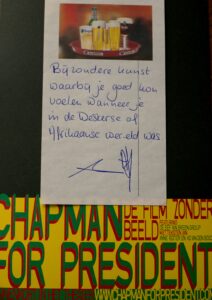 Bijzondere kunst
waarbij je goed kon
voelen wanneer je
in de Westerse of
Afrikaanse wereld was
CHAPMAN
DE FILM ZONDER
BEELD
FOR PRESIDENT
WWW.CHAPMANFORPRESIDENT.COM